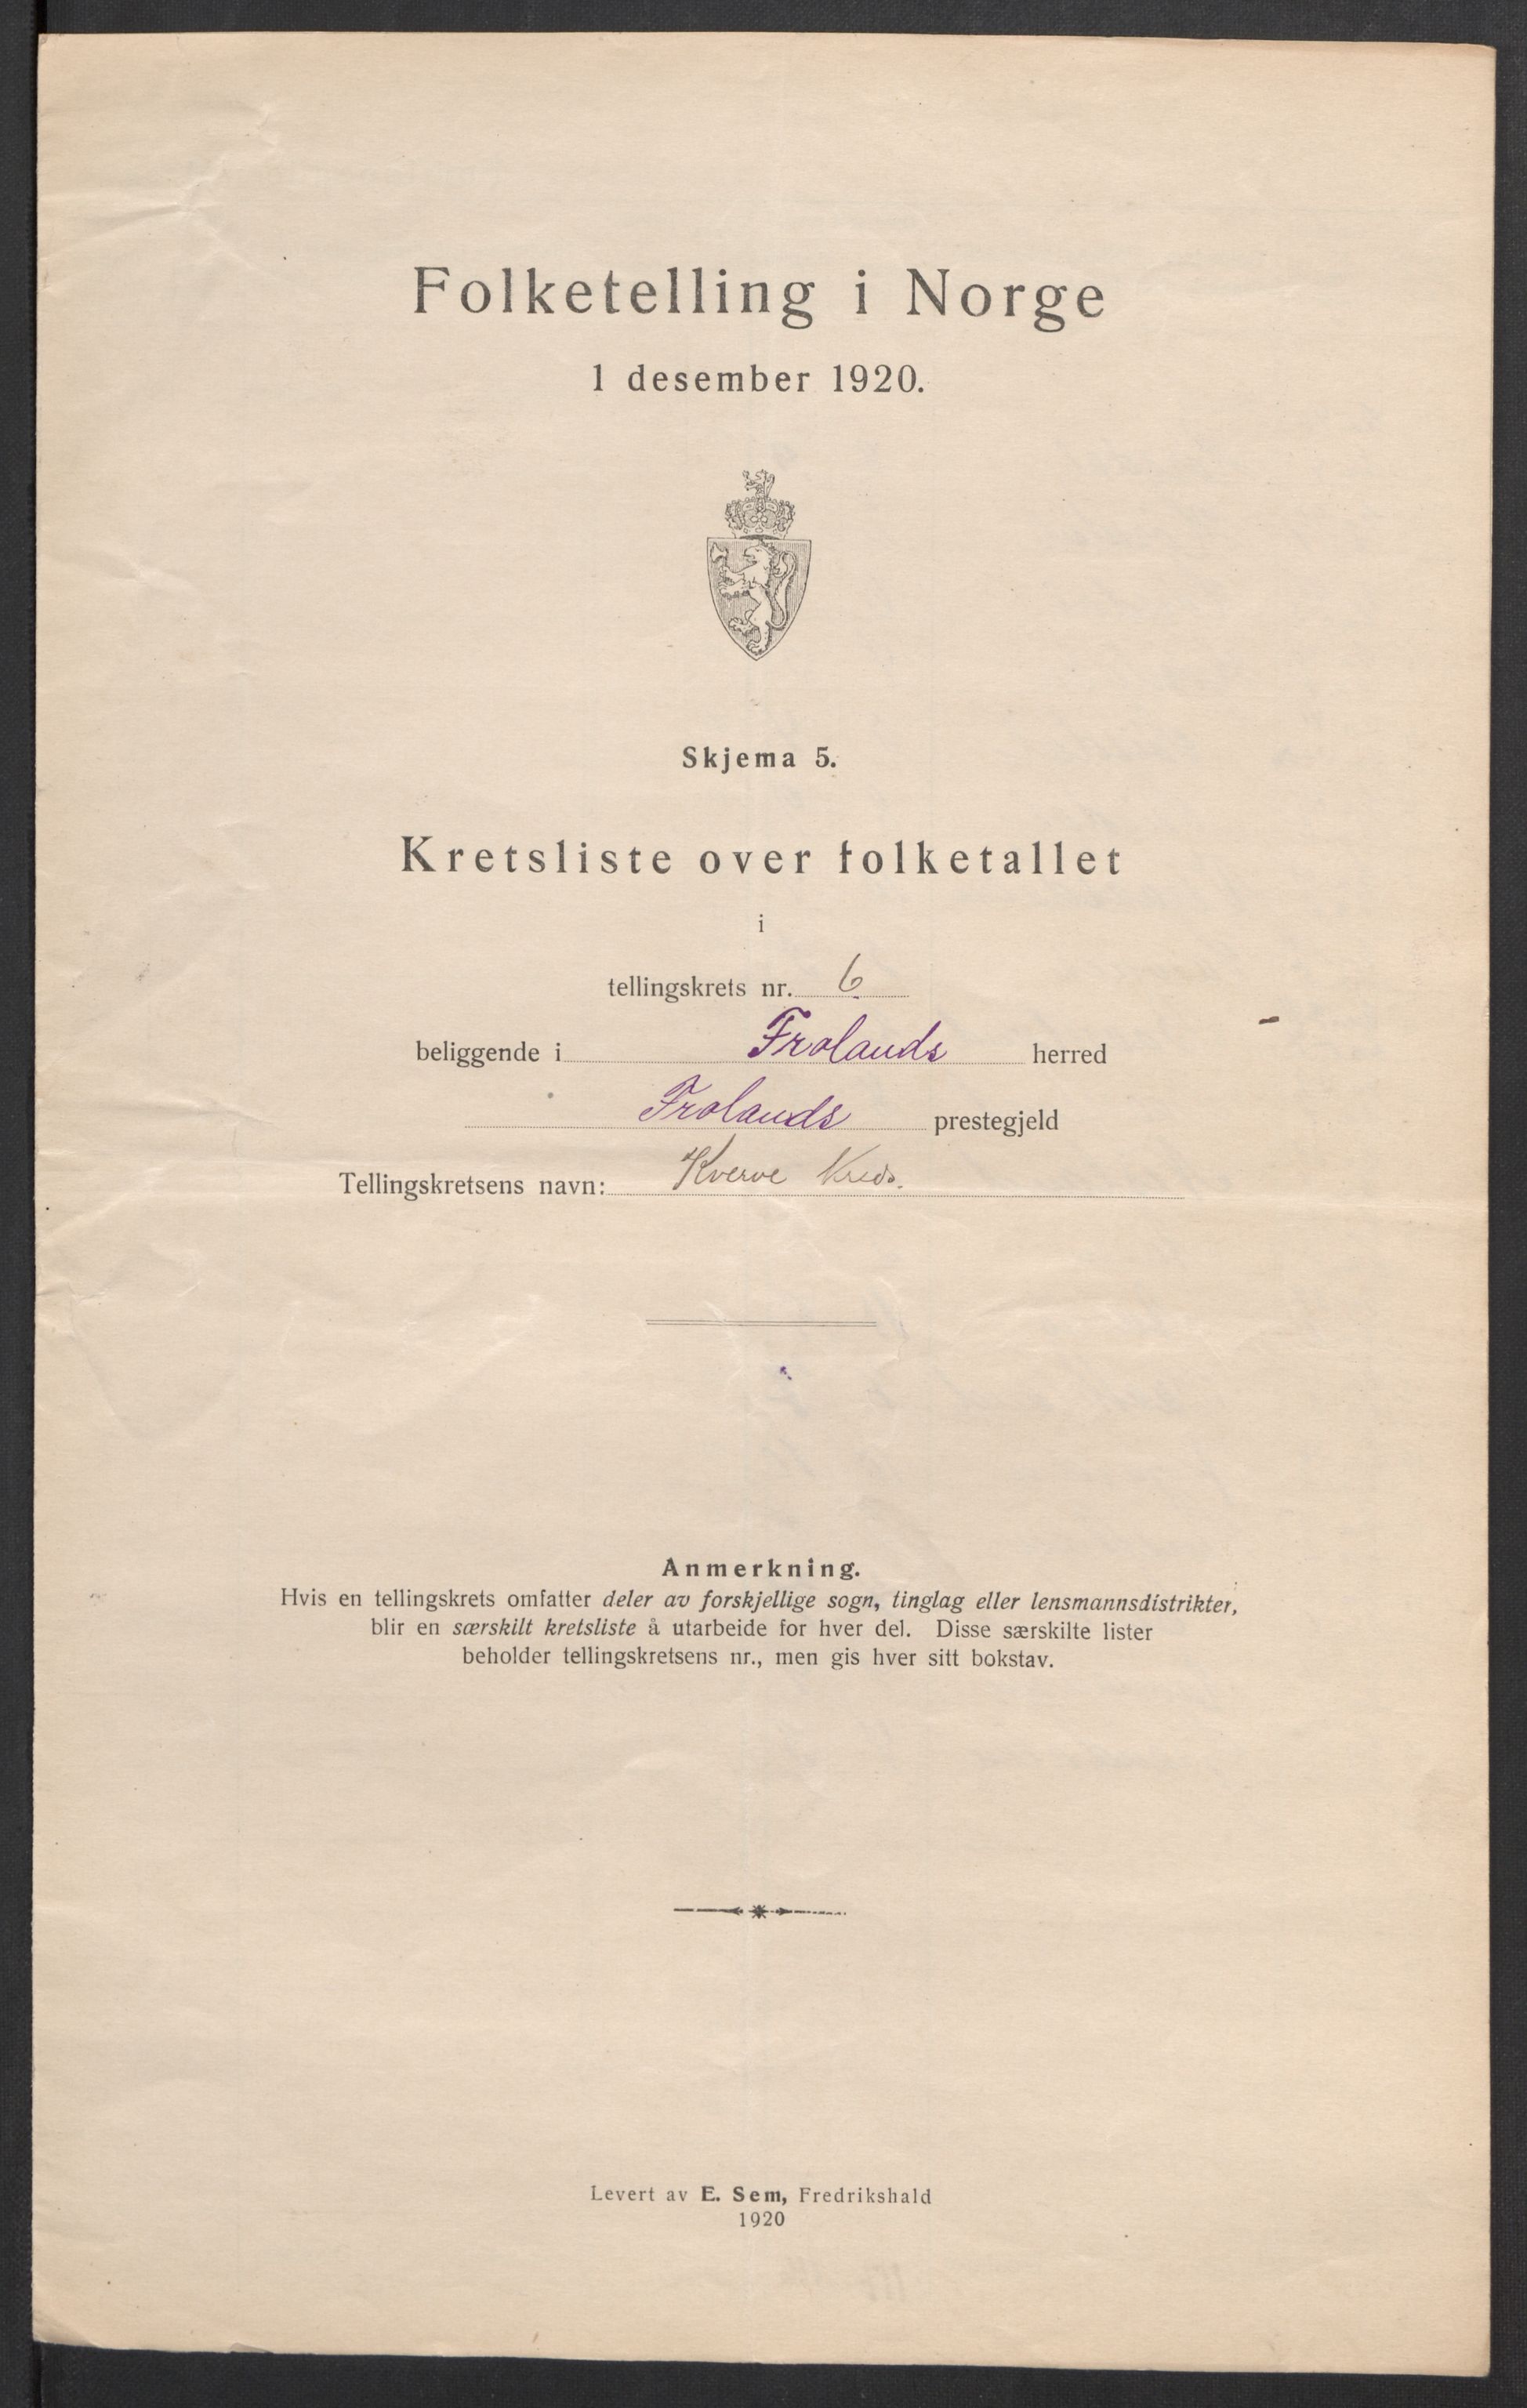 Folketelling i Norge
1 desember 1920.
Skjema 5.
Kretsliste over folketallet
i
tellingskrets nr. 6
beliggende i Frolands herred
Frolands prestegjeld
Tellingskretsens navn: Kverve Kreds.
Anmerkning.
Hvis en tellingskrets omfatter deler av forskjellige sogn, tinglag eller lensmannsdistrikter,
blir en særskilt kretsliste å utarbeide for hver del. Disse særskilte lister
beholder tellingskretsens nr., men gis hver sitt bokstav.
Levert av E. Sem, Fredrikshald
1920